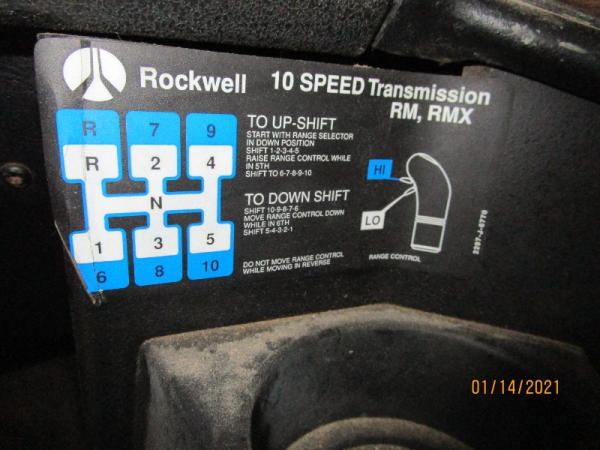 Rockwell 10 SPEED Transmission
RM, RMX
R 7 9
R 2 4
N
1 3 5
6 8 10
TO UP-SHIFT
START WITH RANGE SELECTOR
IN DOWN POSITION
SHIFT 1-2-3-4-5
RAISE RANGE CONTROL WHILE
IN 5TH
SHIFT TO 6-7-8-9-10
TO DOWN SHIFT
SHIFT 10-9-8-7-6
MOVE RANGE CONTROL DOWN
WHILE IN 6TH
SHIFT 5-4-3-2-1
DO NOT MOVE RANGE CONTROL
WHILE MOVING IN REVERSE
HI
LO
RANGE CONTROL
01/14/2021